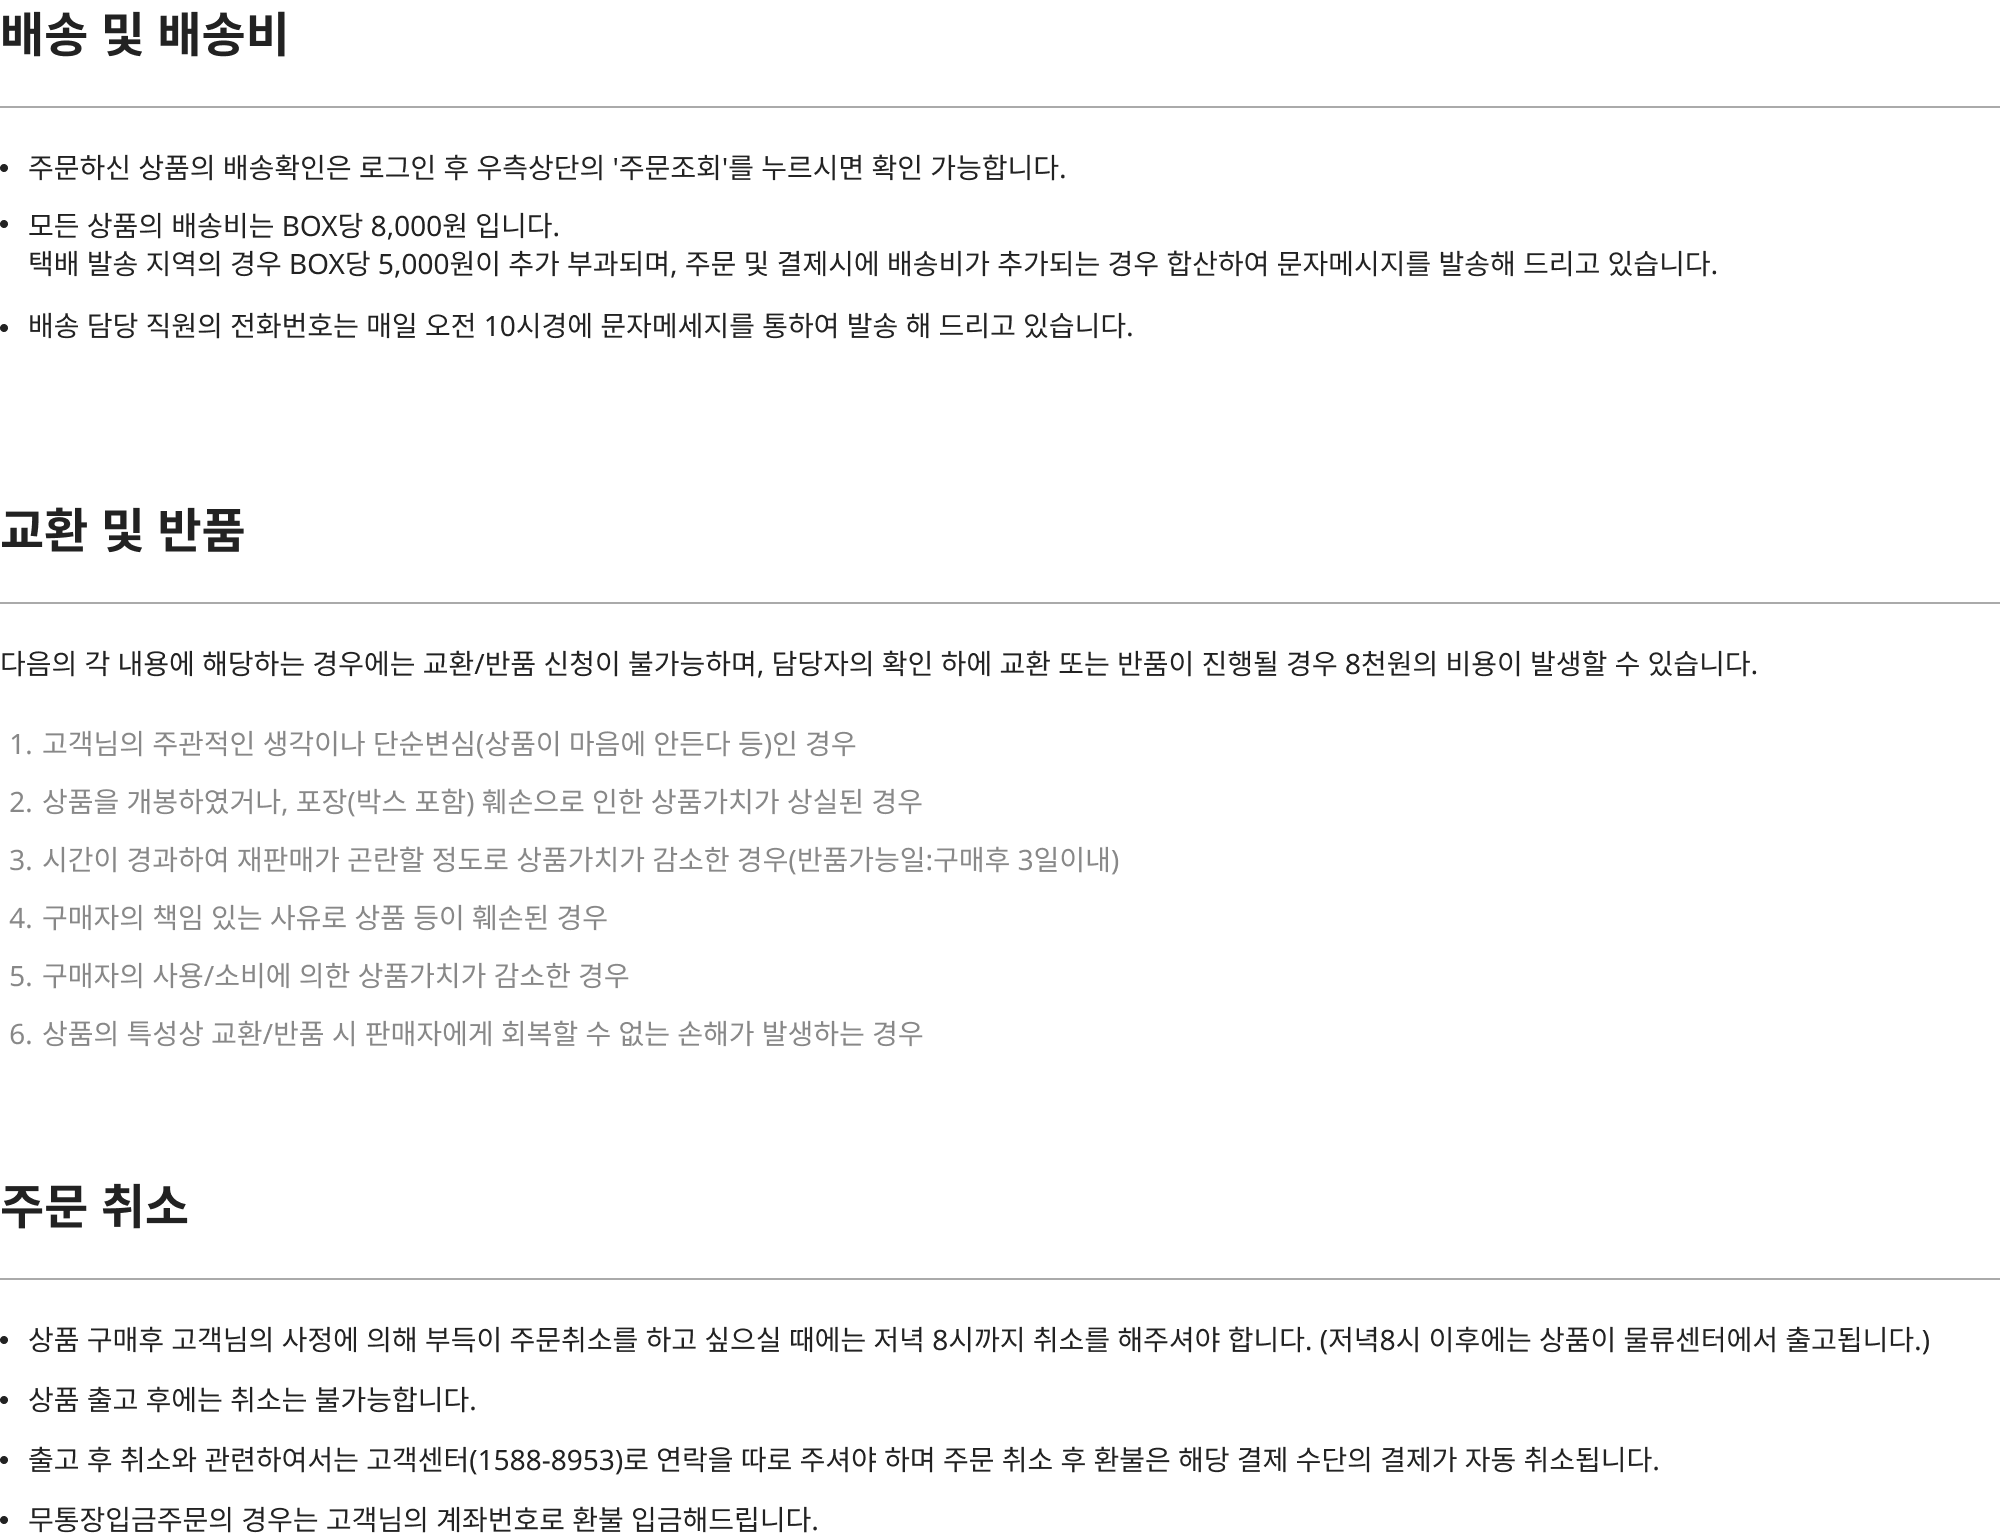 배송 및 배송비
• 주문하신 상품의 배송확인은 로그인 후 우측상단의 '주문조회'를 누르시면 확인 가능합니다.
• 모든 상품의 배송비는 BOX당 8,000원 입니다.
택배 발송 지역의 경우 BOX당 5,000원이 추가 부과되며, 주문 및 결제시에 배송비가 추가되는 경우 합산하여 문자메시지를 발송해 드리고 있습니다.
• 배송 담당 직원의 전화번호는 매일 오전 10시경에 문자메세지를 통하여 발송 해 드리고 있습니다.
교환 및 반품
다음의 각 내용에 해당하는 경우에는 교환/반품 신청이 불가능하며, 담당자의 확인 하에 교환 또는 반품이 진행될 경우 8천원의 비용이 발생할 수 있습니다.
1. 고객님의 주관적인 생각이나 단순변심(상품이 마음에 안든다 등)인 경우
2. 상품을 개봉하였거나, 포장(박스 포함) 훼손으로 인한 상품가치가 상실된 경우
3. 시간이 경과하여 재판매가 곤란할 정도로 상품가치가 감소한 경우(반품가능일:구매후 3일이내)
4. 구매자의 책임 있는 사유로 상품 등이 훼손된 경우
5. 구매자의 사용/소비에 의한 상품가치가 감소한 경우
6. 상품의 특성상 교환/반품 시 판매자에게 회복할 수 없는 손해가 발생하는 경우
주문 취소
• 상품 구매후 고객님의 사정에 의해 부득이 주문취소를 하고 싶으실 때에는 저녁 8시까지 취소를 해주셔야 합니다. (저녁8시 이후에는 상품이 물류센터에서 출고됩니다.)
• 상품 출고 후에는 취소는 불가능합니다.
• 출고 후 취소와 관련하여서는 고객센터(1588-8953)로 연락을 따로 주셔야 하며 주문 취소 후 환불은 해당 결제 수단의 결제가 자동 취소됩니다.
• 무통장입금주문의 경우는 고객님의 계좌번호로 환불 입금해드립니다.